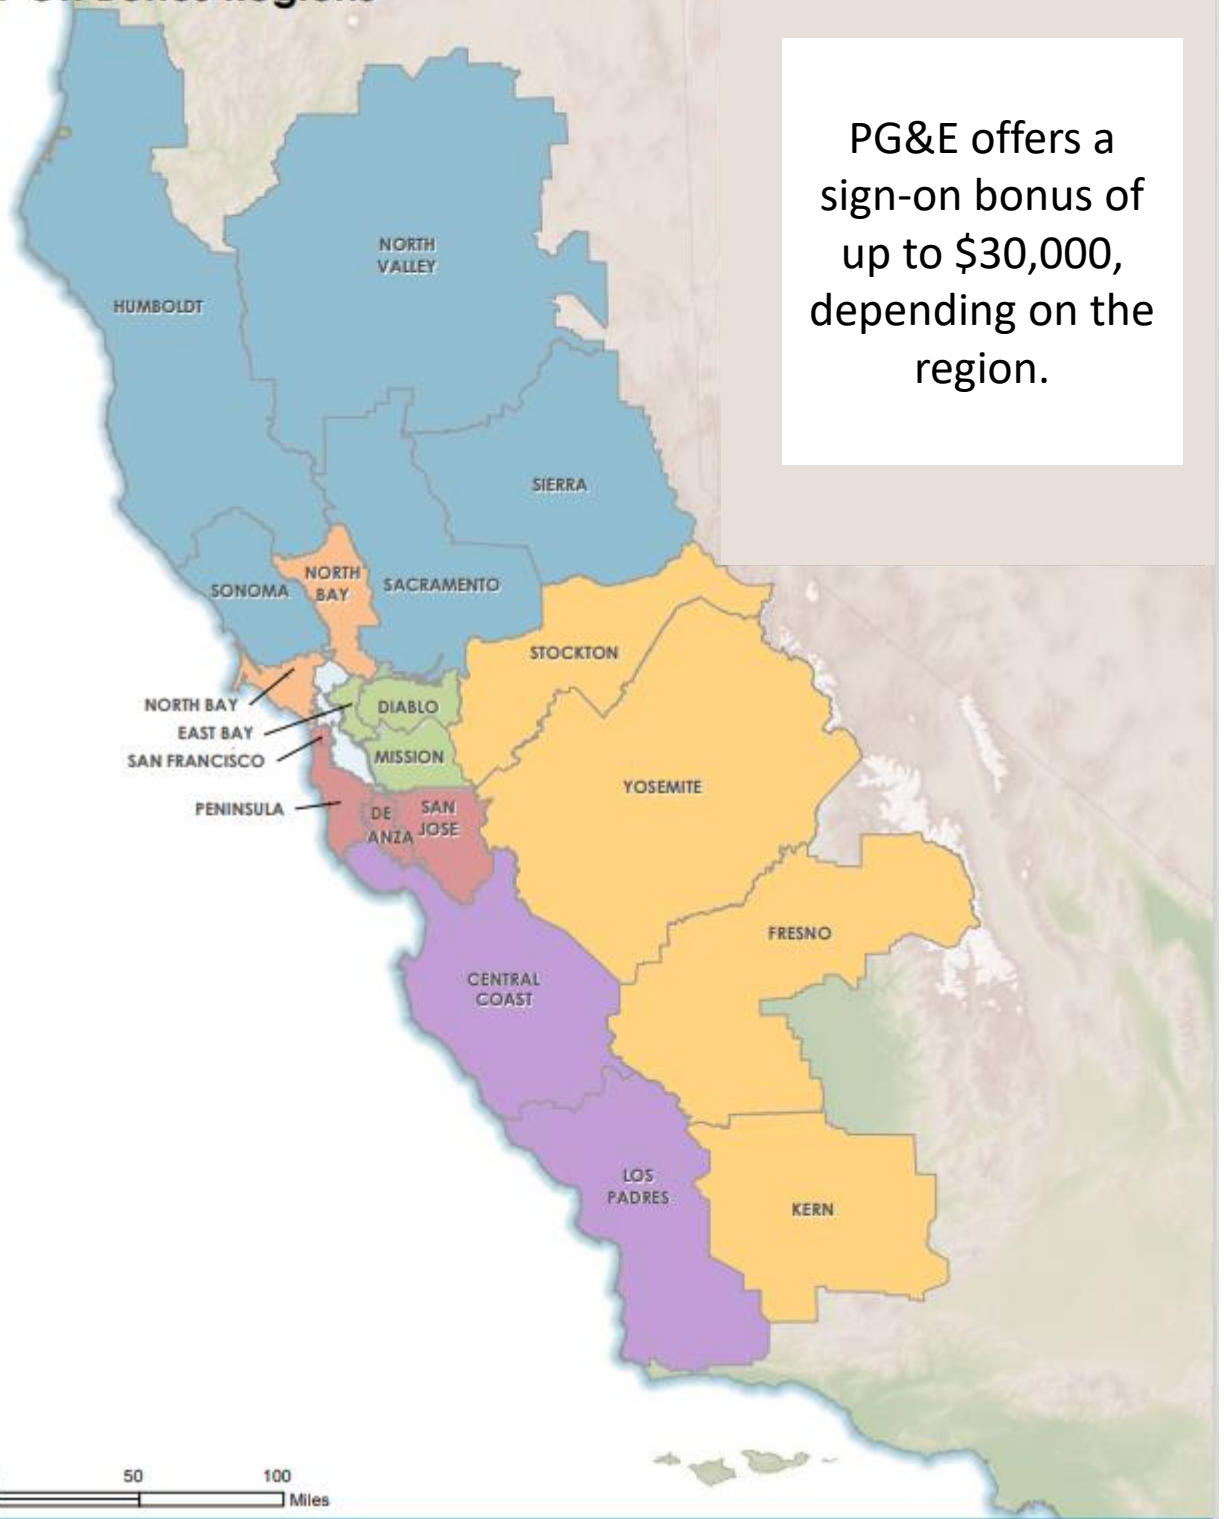 PG&E offers a
sign-on bonus of
up to $30,000,
depending on the
region.
NORTH
VALLEY
HUMBOLDT
SIERRA
NORTH
BAY
SACRAMENTO
SONOMA
STOCKTON
NORTH BAY
DIABLO
EAST BAY
SAN FRANCISCO
MISSION
YOSEMITE
PENINSULA
DE
ANZA
SAN
JOSE
FRESNO
CENTRAL
COAST
LOS
PADRES
KERN
50
100
Miles